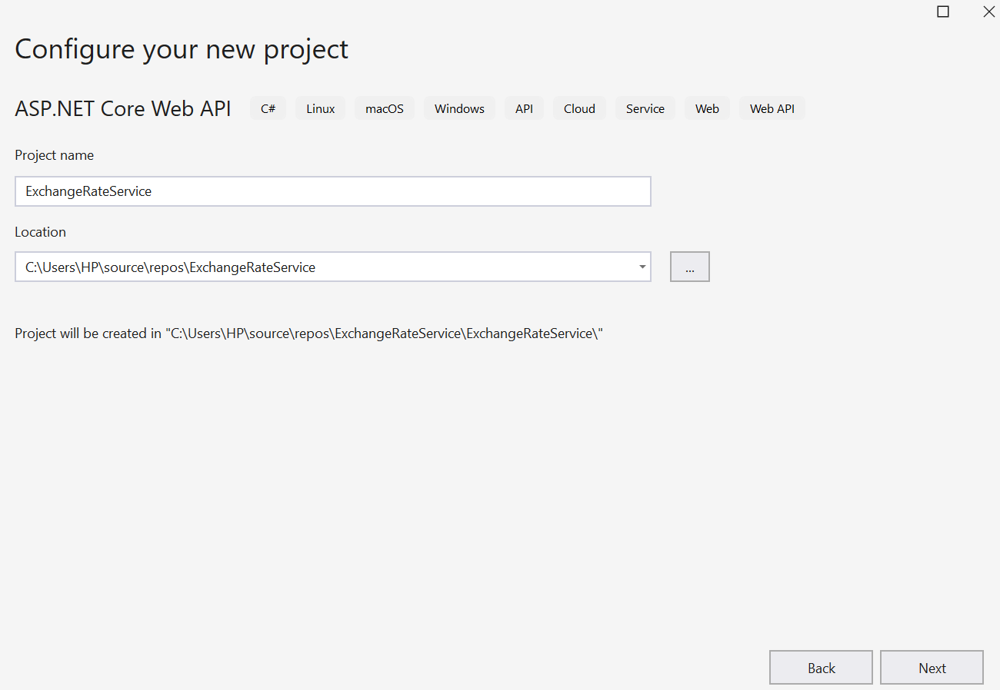 Configure your new project
ASP.NET Core Web API C# Linux macOS Windows API Cloud Service Web Web API
Project name
ExchangeRateService
Location
C:\Users\HP\source\repos\ExchangeRateService
...
Project will be created in "C:\Users\HP\source\repos\ExchangeRateService\ExchangeRateService\"
Back Next